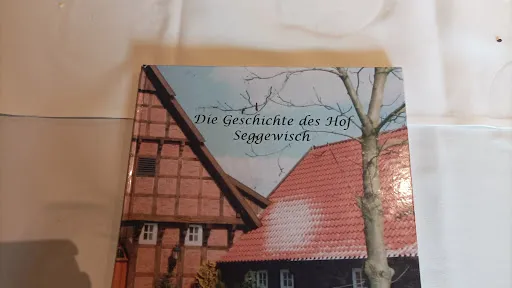 Die Geschichte des Hof
Seggewisch